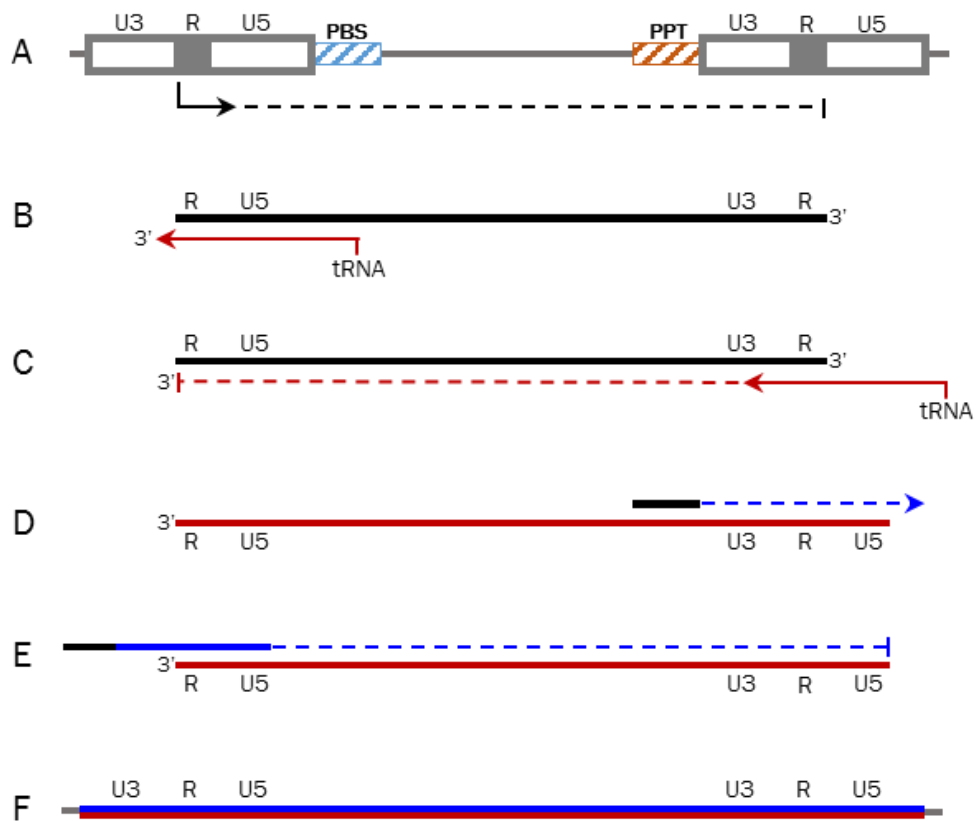 U3 R U5 PBS PPT U3 R U5
A
R U5 U3 R
B 3'
3' tRNA
R U5 U3 R
C 3'
3' tRNA
D 3'
R U5 U3 R U5
E 3'
R U5 U3 R U5
U3 R U5 U3 R U5
F